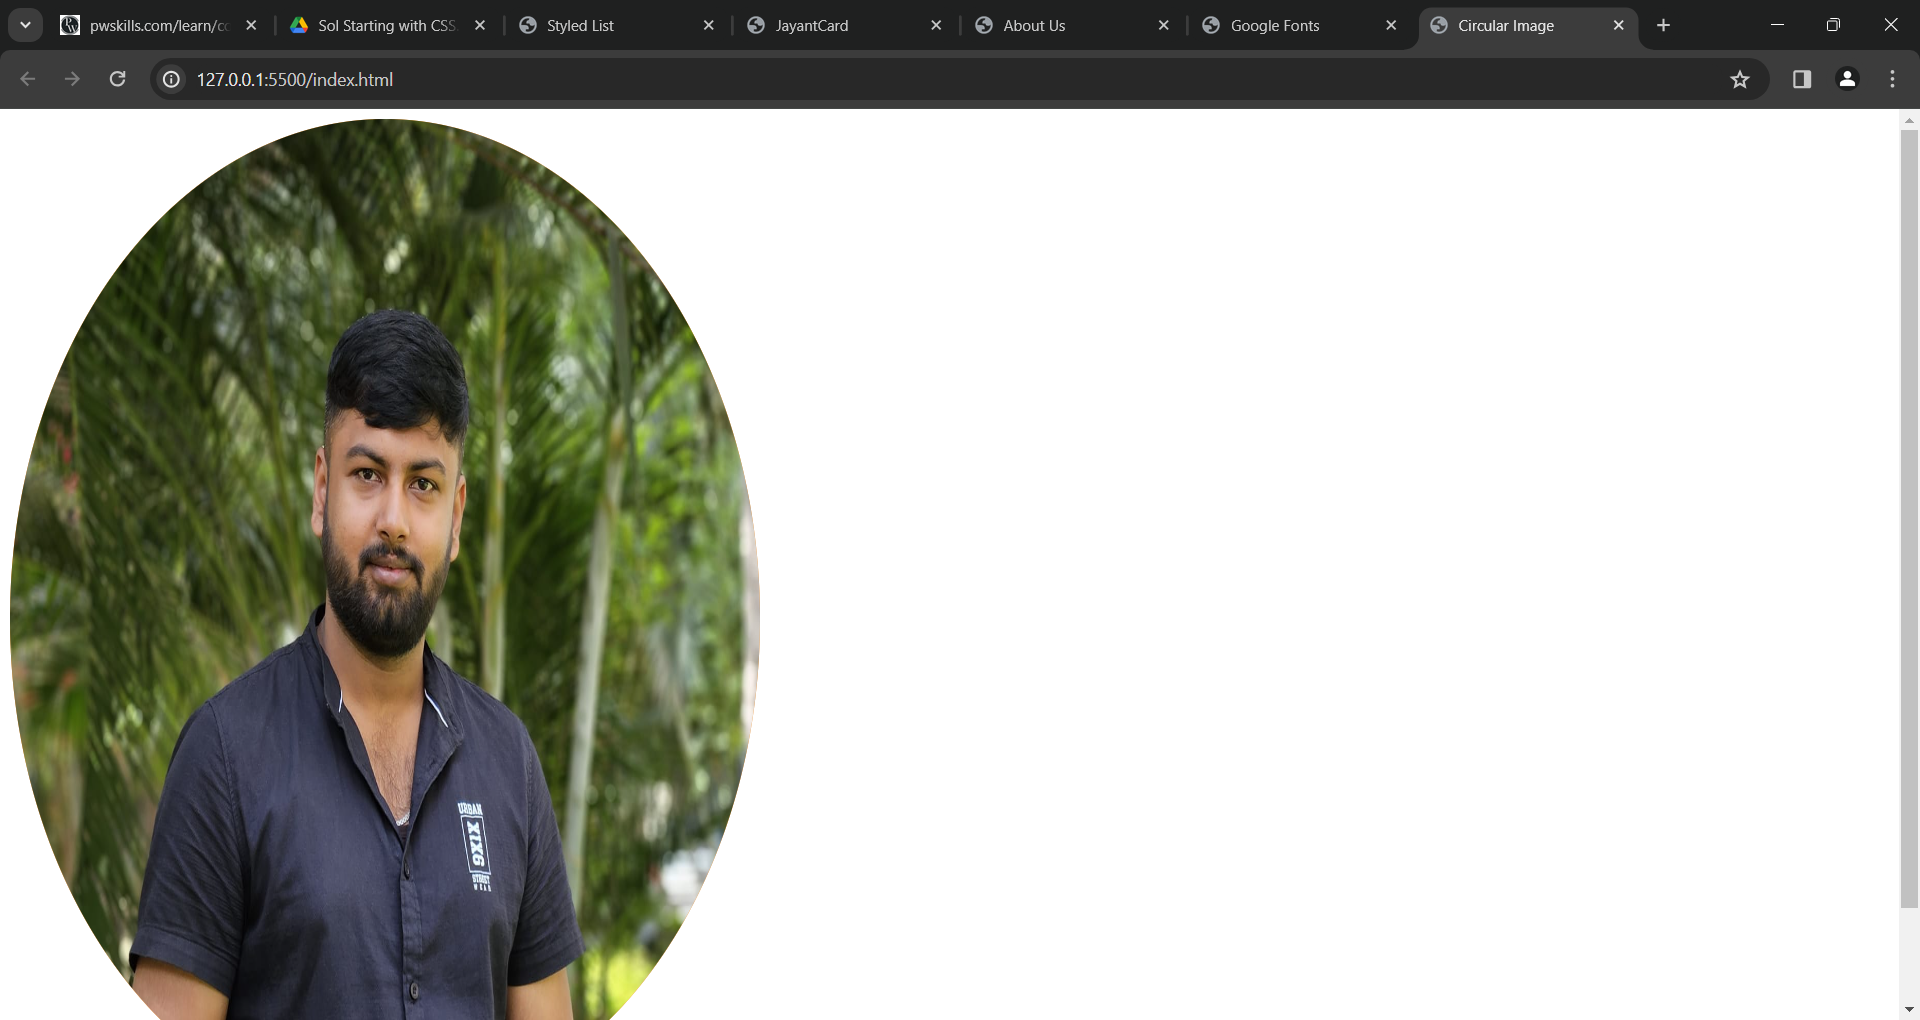 pwskills.com/learn/co
Sol Starting with CSS
Styled List
JayantCard
About Us
Google Fonts
Circular Image
127.0.0.1:5500/index.html
URBAN
XIX6
STREET
WEAR